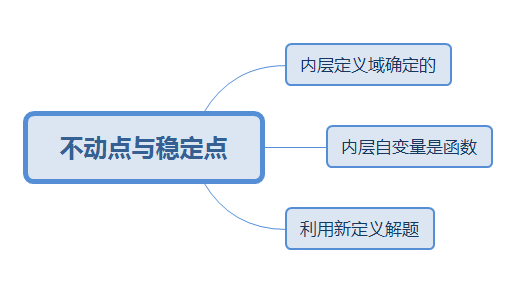 内层定义域确定的
不动点与稳定点
内层自变量是函数
利用新定义解题